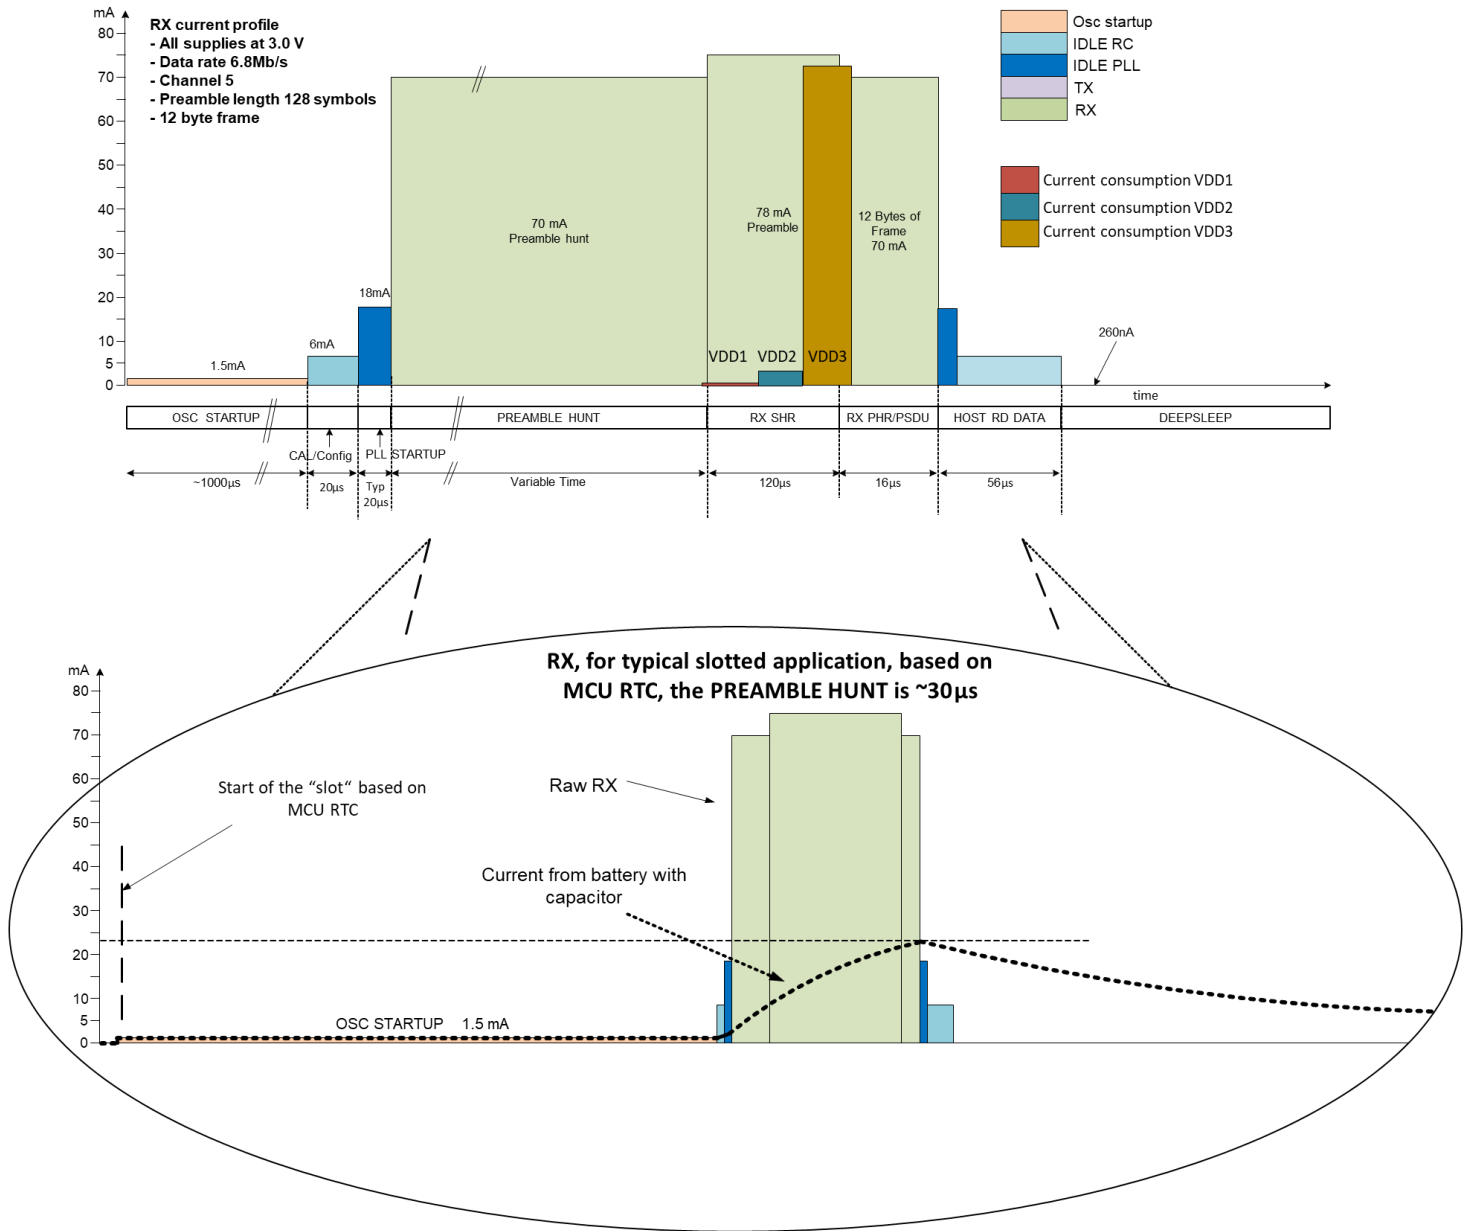 mA
RX current profile
- All supplies at 3.0 V
- Data rate 6.8Mb/s
- Channel 5
- Preamble length 128 symbols
- 12 byte frame
80
70
60
50
40
30
20
10
5
0
Osc startup
IDLE RC
IDLE PLL
TX
RX
Current consumption VDD1
Current consumption VDD2
Current consumption VDD3
1.5mA
6mA
18mA
70 mA
Preamble hunt
78 mA
Preamble
12 Bytes of
Frame
70 mA
VDD1
VDD2
VDD3
260nA
time
OSC STARTUP
PREAMBLE HUNT
RX SHR
RX PHR/PSDU
HOST RD DATA
DEEPSLEEP
CAL/Config
PLL STARTUP
~1000µs
20µs
Typ
20µs
Variable Time
120µs
16µs
56µs
RX, for typical slotted application, based on
MCU RTC, the PREAMBLE HUNT is ~30µs
mA
80
70
60
50
40
30
20
10
5
0
Start of the “slot“ based on
MCU RTC
Raw RX
Current from battery with
capacitor
OSC STARTUP 1.5 mA